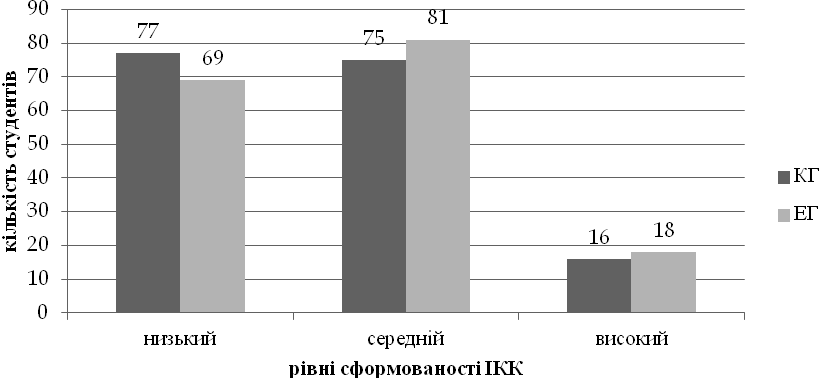 90
80
70
60
50
40
30
20
10
0
кількість студентів
77
69
75
81
16
18
низький
середній
високий
рівні сформованості ІКК
КГ
ЕГ